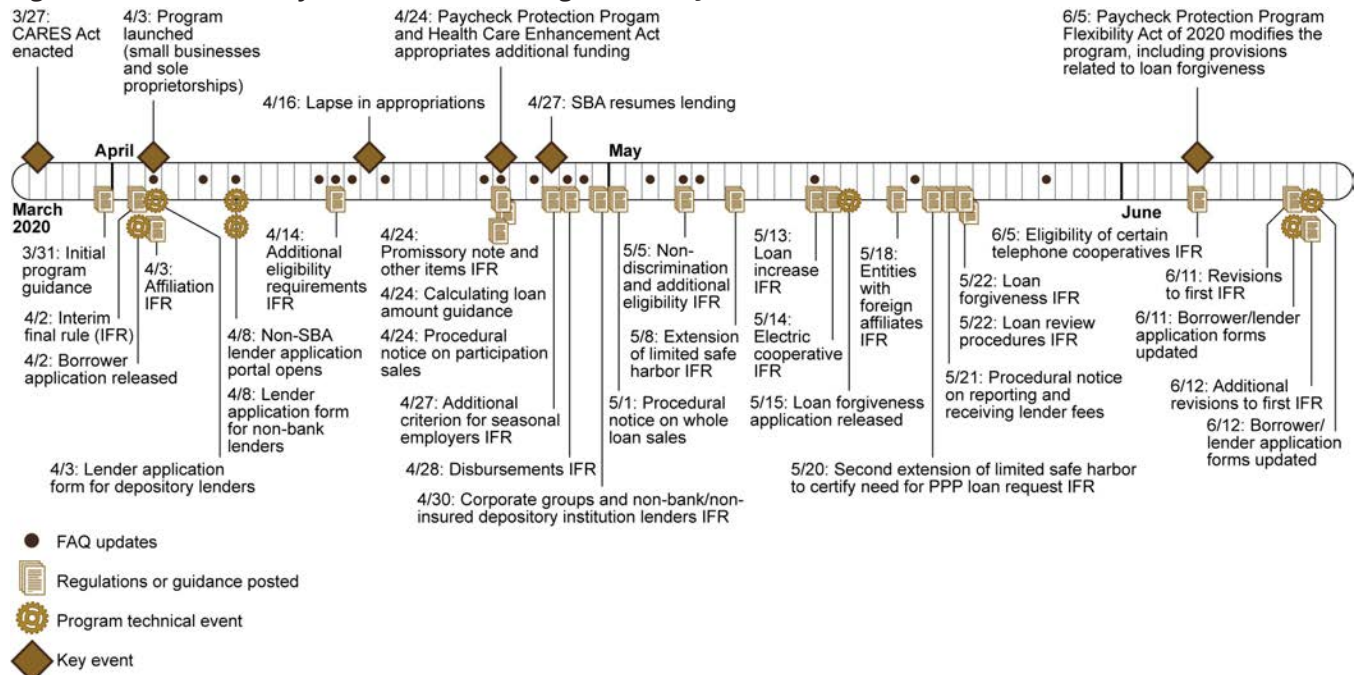 3/27:
CARES Act
enacted
4/3: Program
launched
(small businesses
and sole
proprietorships)
4/16: Lapse in appropriations
4/24: Paycheck Protection Progam
and Health Care Enhancement Act
appropriates additional funding
4/27: SBA resumes lending
6/5: Paycheck Protection Program
Flexibility Act of 2020 modifies the
program, including provisions
related to loan forgiveness
April
May
March
2020
June
3/31: Initial
program
guidance
4/2: Interim
final rule (IFR)
4/2: Borrower
application released
4/3:
Affiliation
IFR
4/3: Lender application
form for depository lenders
4/8: Non-SBA
lender application
portal opens
4/8: Lender
application form
for non-bank
lenders
4/14:
Additional
eligibility
requirements
IFR
4/24:
Promissory note and
other items IFR
4/24: Calculating loan
amount guidance
4/24: Procedural
notice on participation
sales
4/27: Additional
criterion for seasonal
employers IFR
4/28: Disbursements IFR
4/30: Corporate groups and non-bank/non-
insured depository institution lenders IFR
5/1: Procedural
notice on whole
loan sales
5/5: Non-
discrimination
and additional
eligibility IFR
5/8: Extension
of limited safe
harbor IFR
5/13:
Loan
increase
IFR
5/14:
Electric
cooperative
IFR
5/15: Loan forgiveness
application released
5/18:
Entities
with
foreign
affiliates
IFR
5/20: Second extension of limited safe harbor
to certify need for PPP loan request IFR
5/21: Procedural notice
on reporting and
receiving lender fees
5/22: Loan
forgiveness IFR
5/22: Loan review
procedures IFR
6/5: Eligibility of certain
telephone cooperatives IFR
6/11: Revisions
to first IFR
6/11: Borrower/lender
application forms
updated
6/12: Additional
revisions to first IFR
6/12: Borrower/
lender application
forms updated
FAQ updates
Regulations or guidance posted
Program technical event
Key event